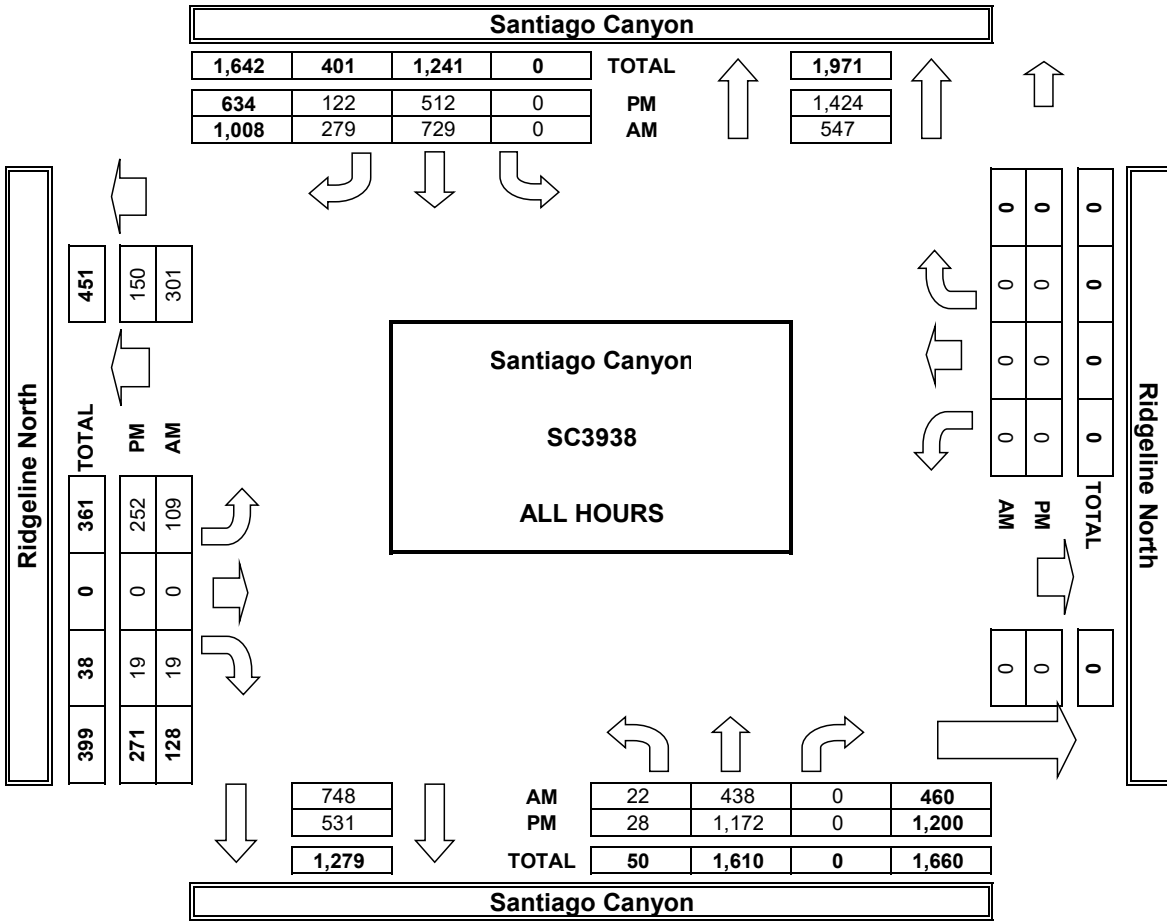 Santiago Canyon
1,642 401 1,241 0 TOTAL 1,971
634 122 512 0 PM 1,424
1,008 279 729 0 AM 547
Ridgeline North
451 150 301
TOTAL PM AM
361 252 109
0 0 0
38 19 19
399 271 128
Santiago Canyon
SC3938
ALL HOURS
0 0 0
0 0 0
0 0 0
0 0 0
AM PM TOTAL
0 0 0
Ridgeline North
748 AM 22 438 0 460
531 PM 28 1,172 0 1,200
1,279 TOTAL 50 1,610 0 1,660
Santiago Canyon